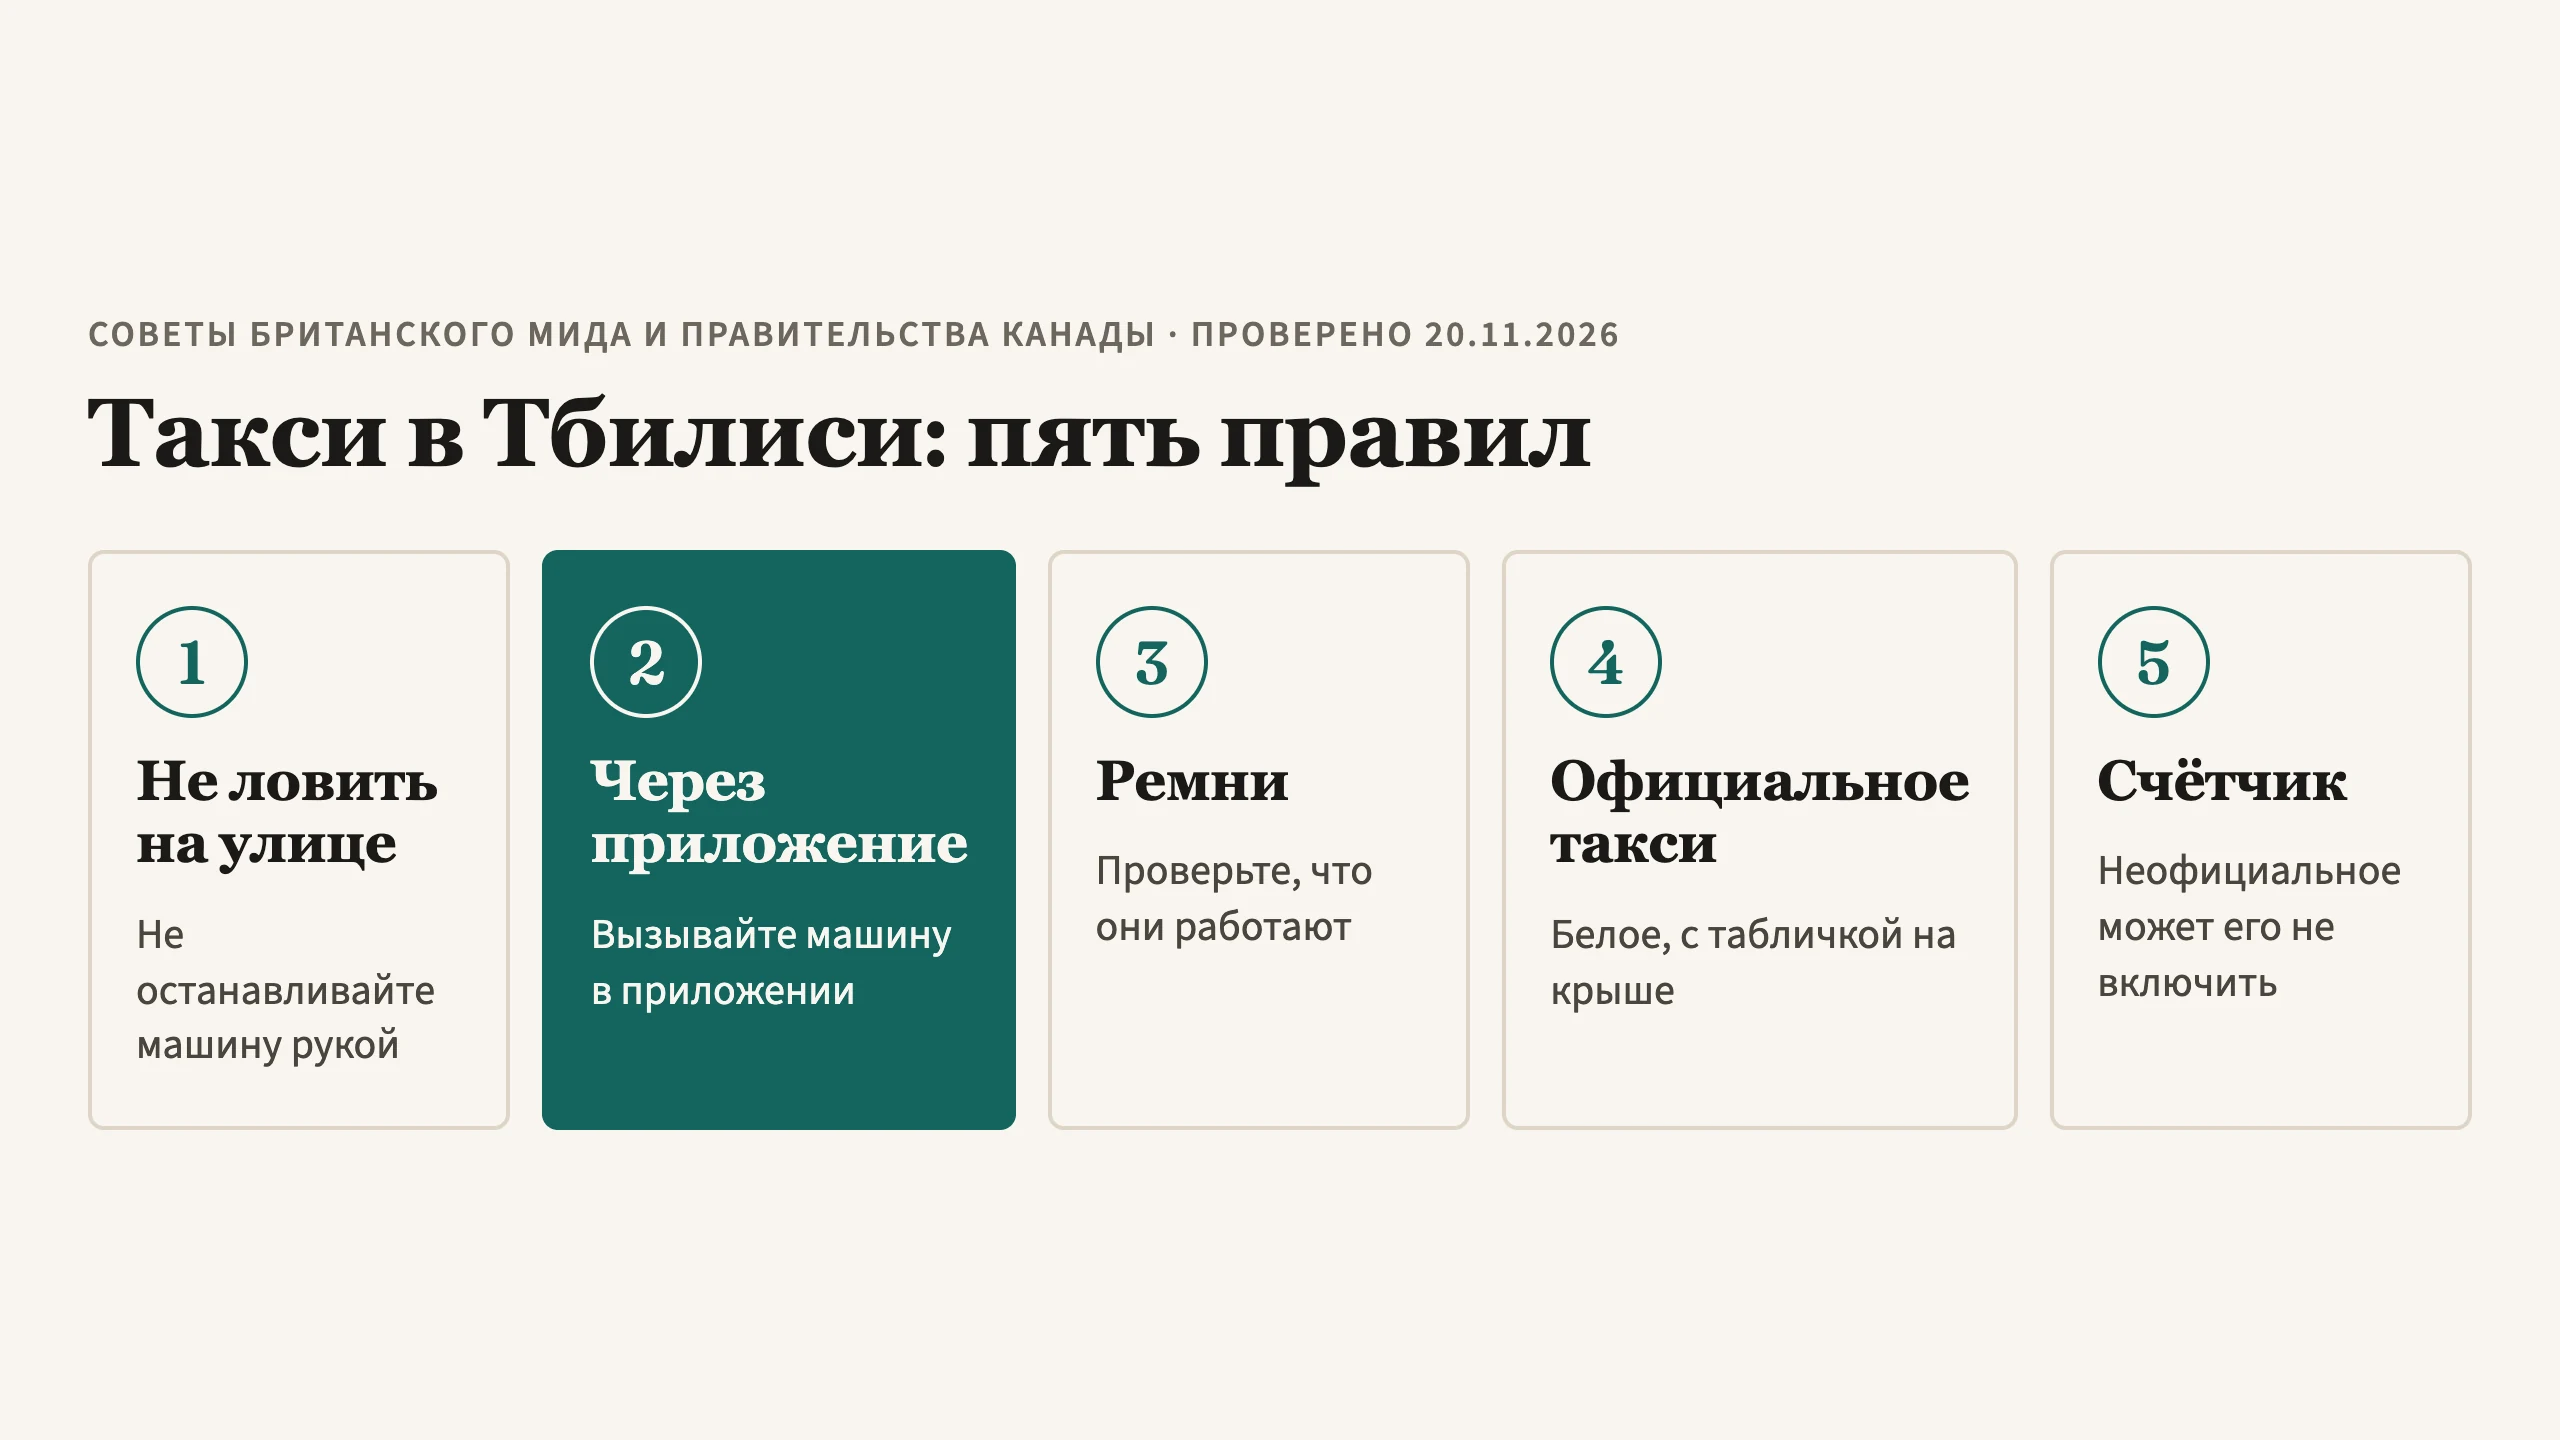 СОВЕТЫ БРИТАНСКОГО МИДА И ПРАВИТЕЛЬСТВА КАНАДЫ · ПРОВЕРЕНО 20.11.2026
Такси в Тбилиси: пять правил
1
Не ловить
на улице
Не
останавливайте
машину рукой
2
Через
приложение
Вызывайте машину
в приложении
3
Ремни
Проверьте, что
они работают
4
Официальное
такси
Белое, с табличкой на
крыше
5
Счётчик
Неофициальное
может его не
включить